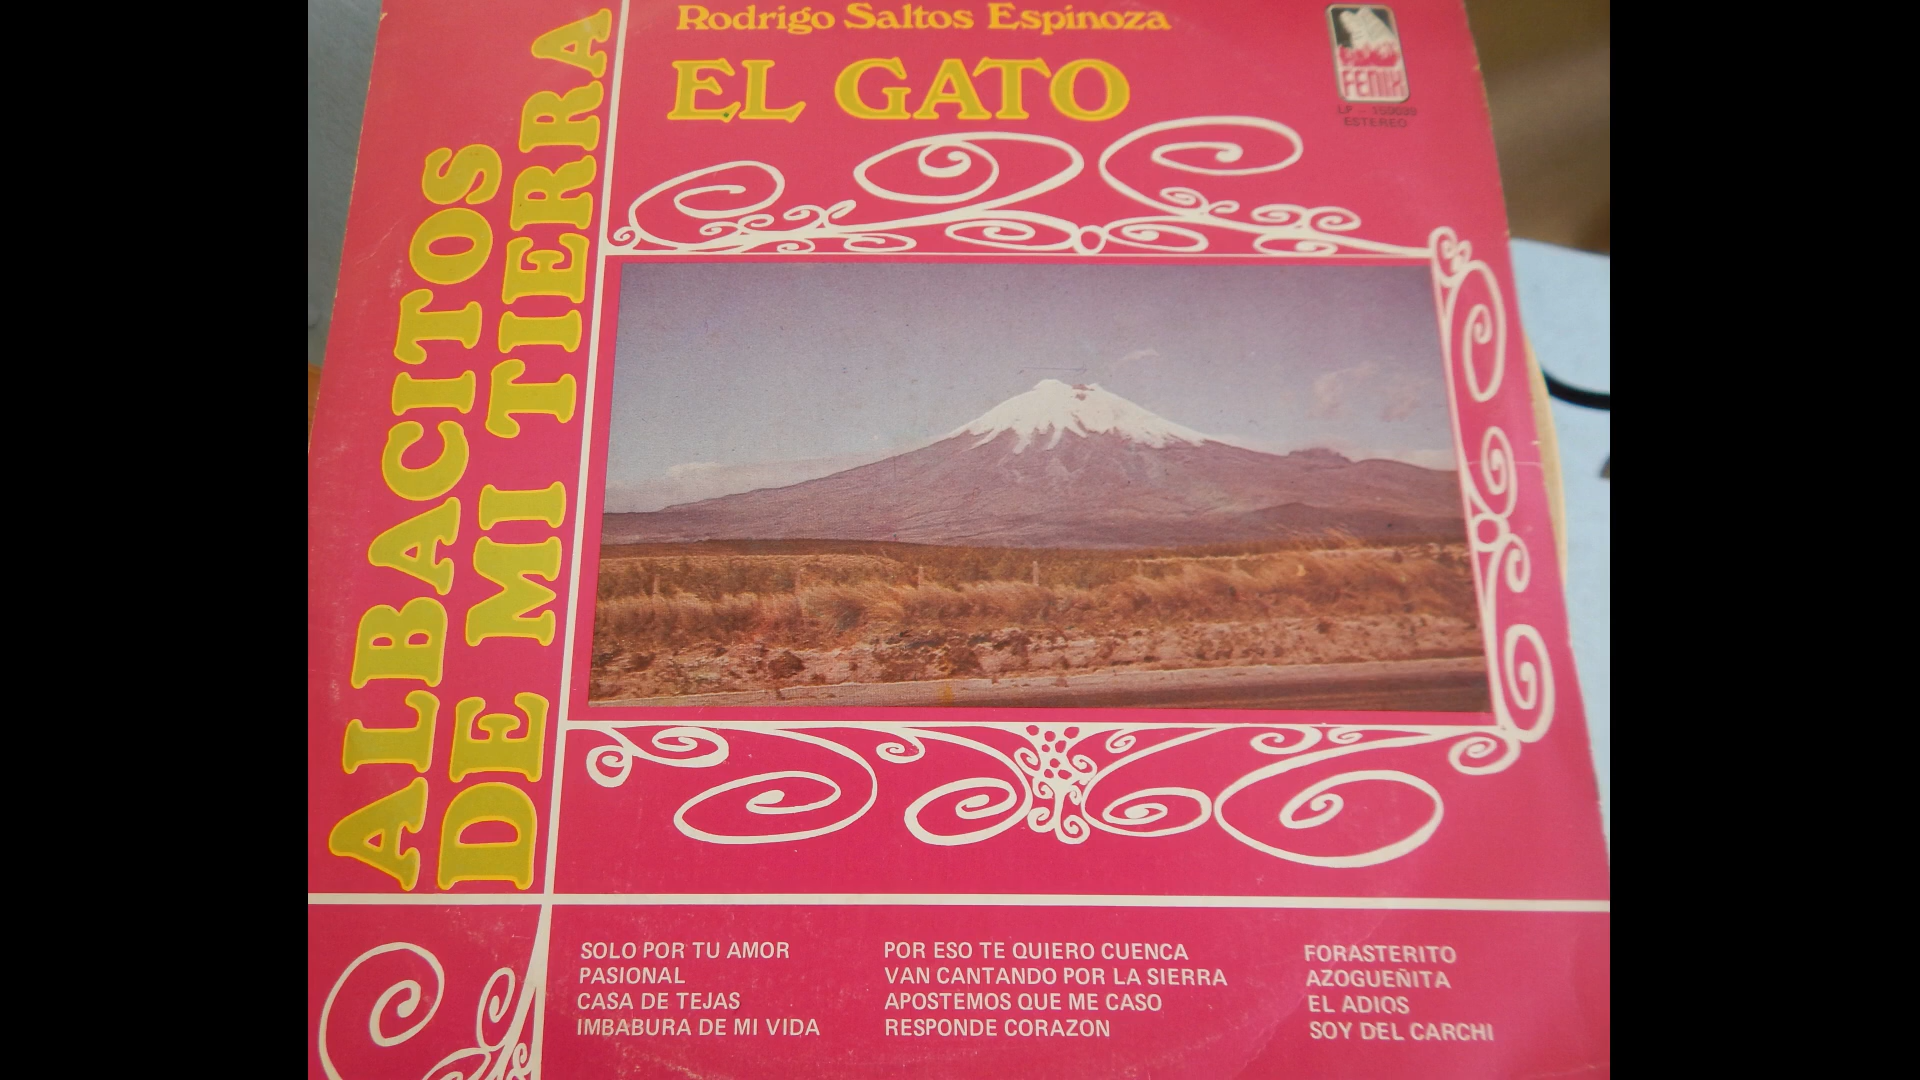 Rodrigo Saltos Espinoza
EL GATO
FENIX
ESTEREO
ALBACITOS
DE MI TIERRA
SOLO POR TU AMOR
PASIONAL
CASA DE TEJAS
IMBABURA DE MI VIDA
POR ESO TE QUIERO CUENCA
VAN CANTANDO POR LA SIERRA
APOSTEMOS QUE ME CASO
RESPONDE CORAZON
FORASTERITO
AZOGUEÑITA
EL ADIOS
SOY DEL CARCHI